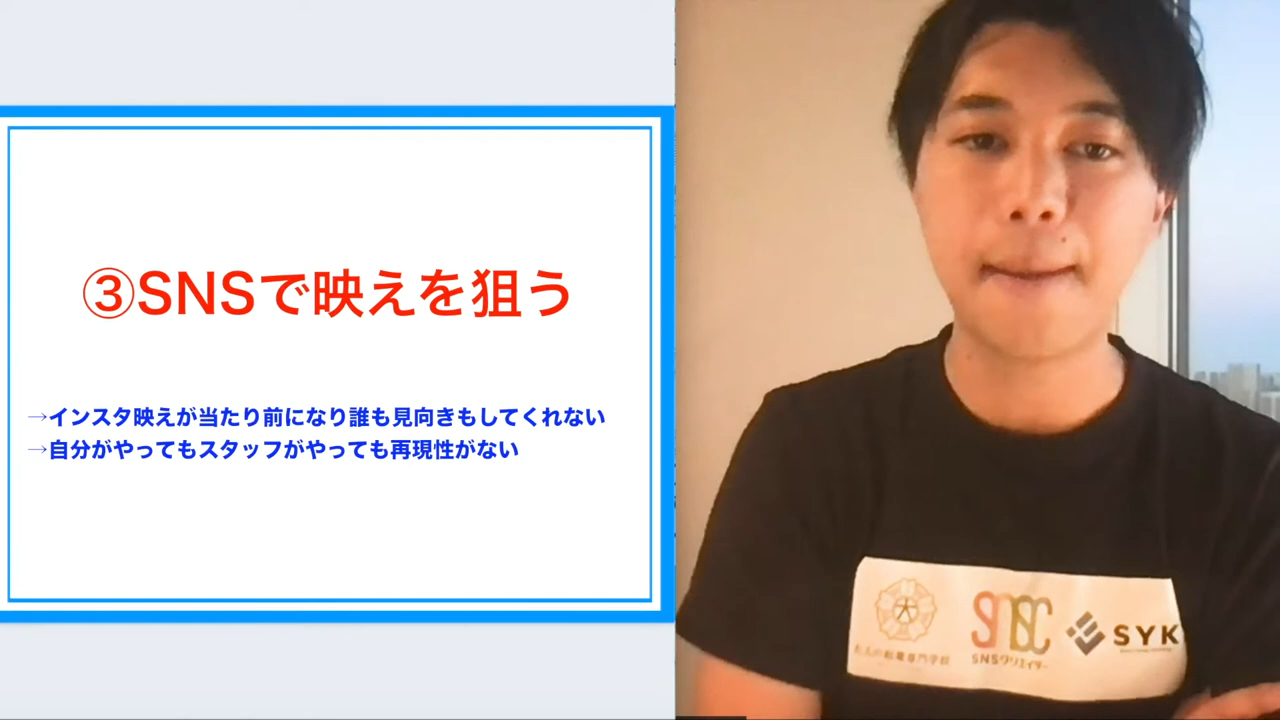 ③SNSで映えを狙う
→インスタ映えが当たり前になり誰も見向きもしてくれない
→自分がやってもスタッフがやっても再現性がない
大
SNSC
SNSクリエイター
SYK